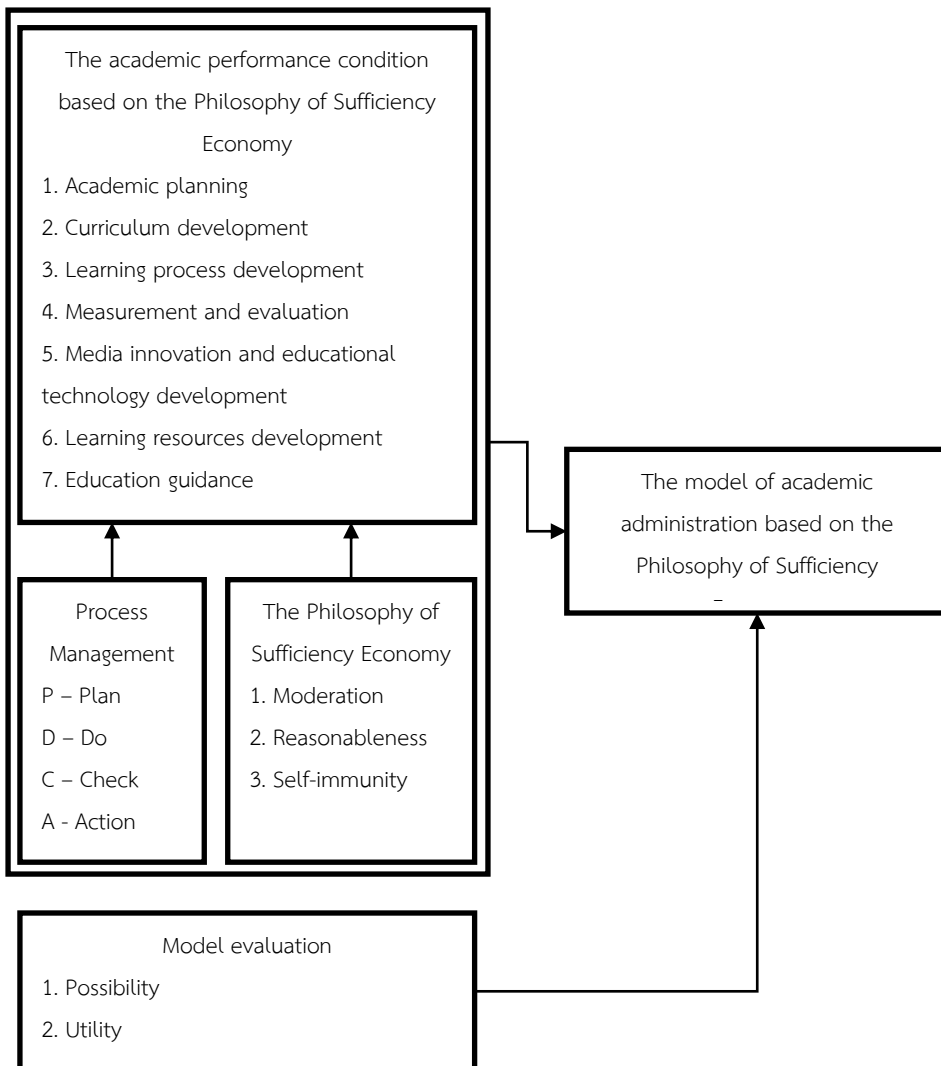 The academic performance condition
based on the Philosophy of Sufficiency
Economy
1. Academic planning
2. Curriculum development
3. Learning process development
4. Measurement and evaluation
5. Media innovation and educational
technology development
6. Learning resources development
7. Education guidance
The model of academic
administration based on the
Philosophy of Sufficiency
Process
Management
P – Plan
D – Do
C – Check
A - Action
The Philosophy of
Sufficiency Economy
1. Moderation
2. Reasonableness
3. Self-immunity
Model evaluation
1. Possibility
2. Utility